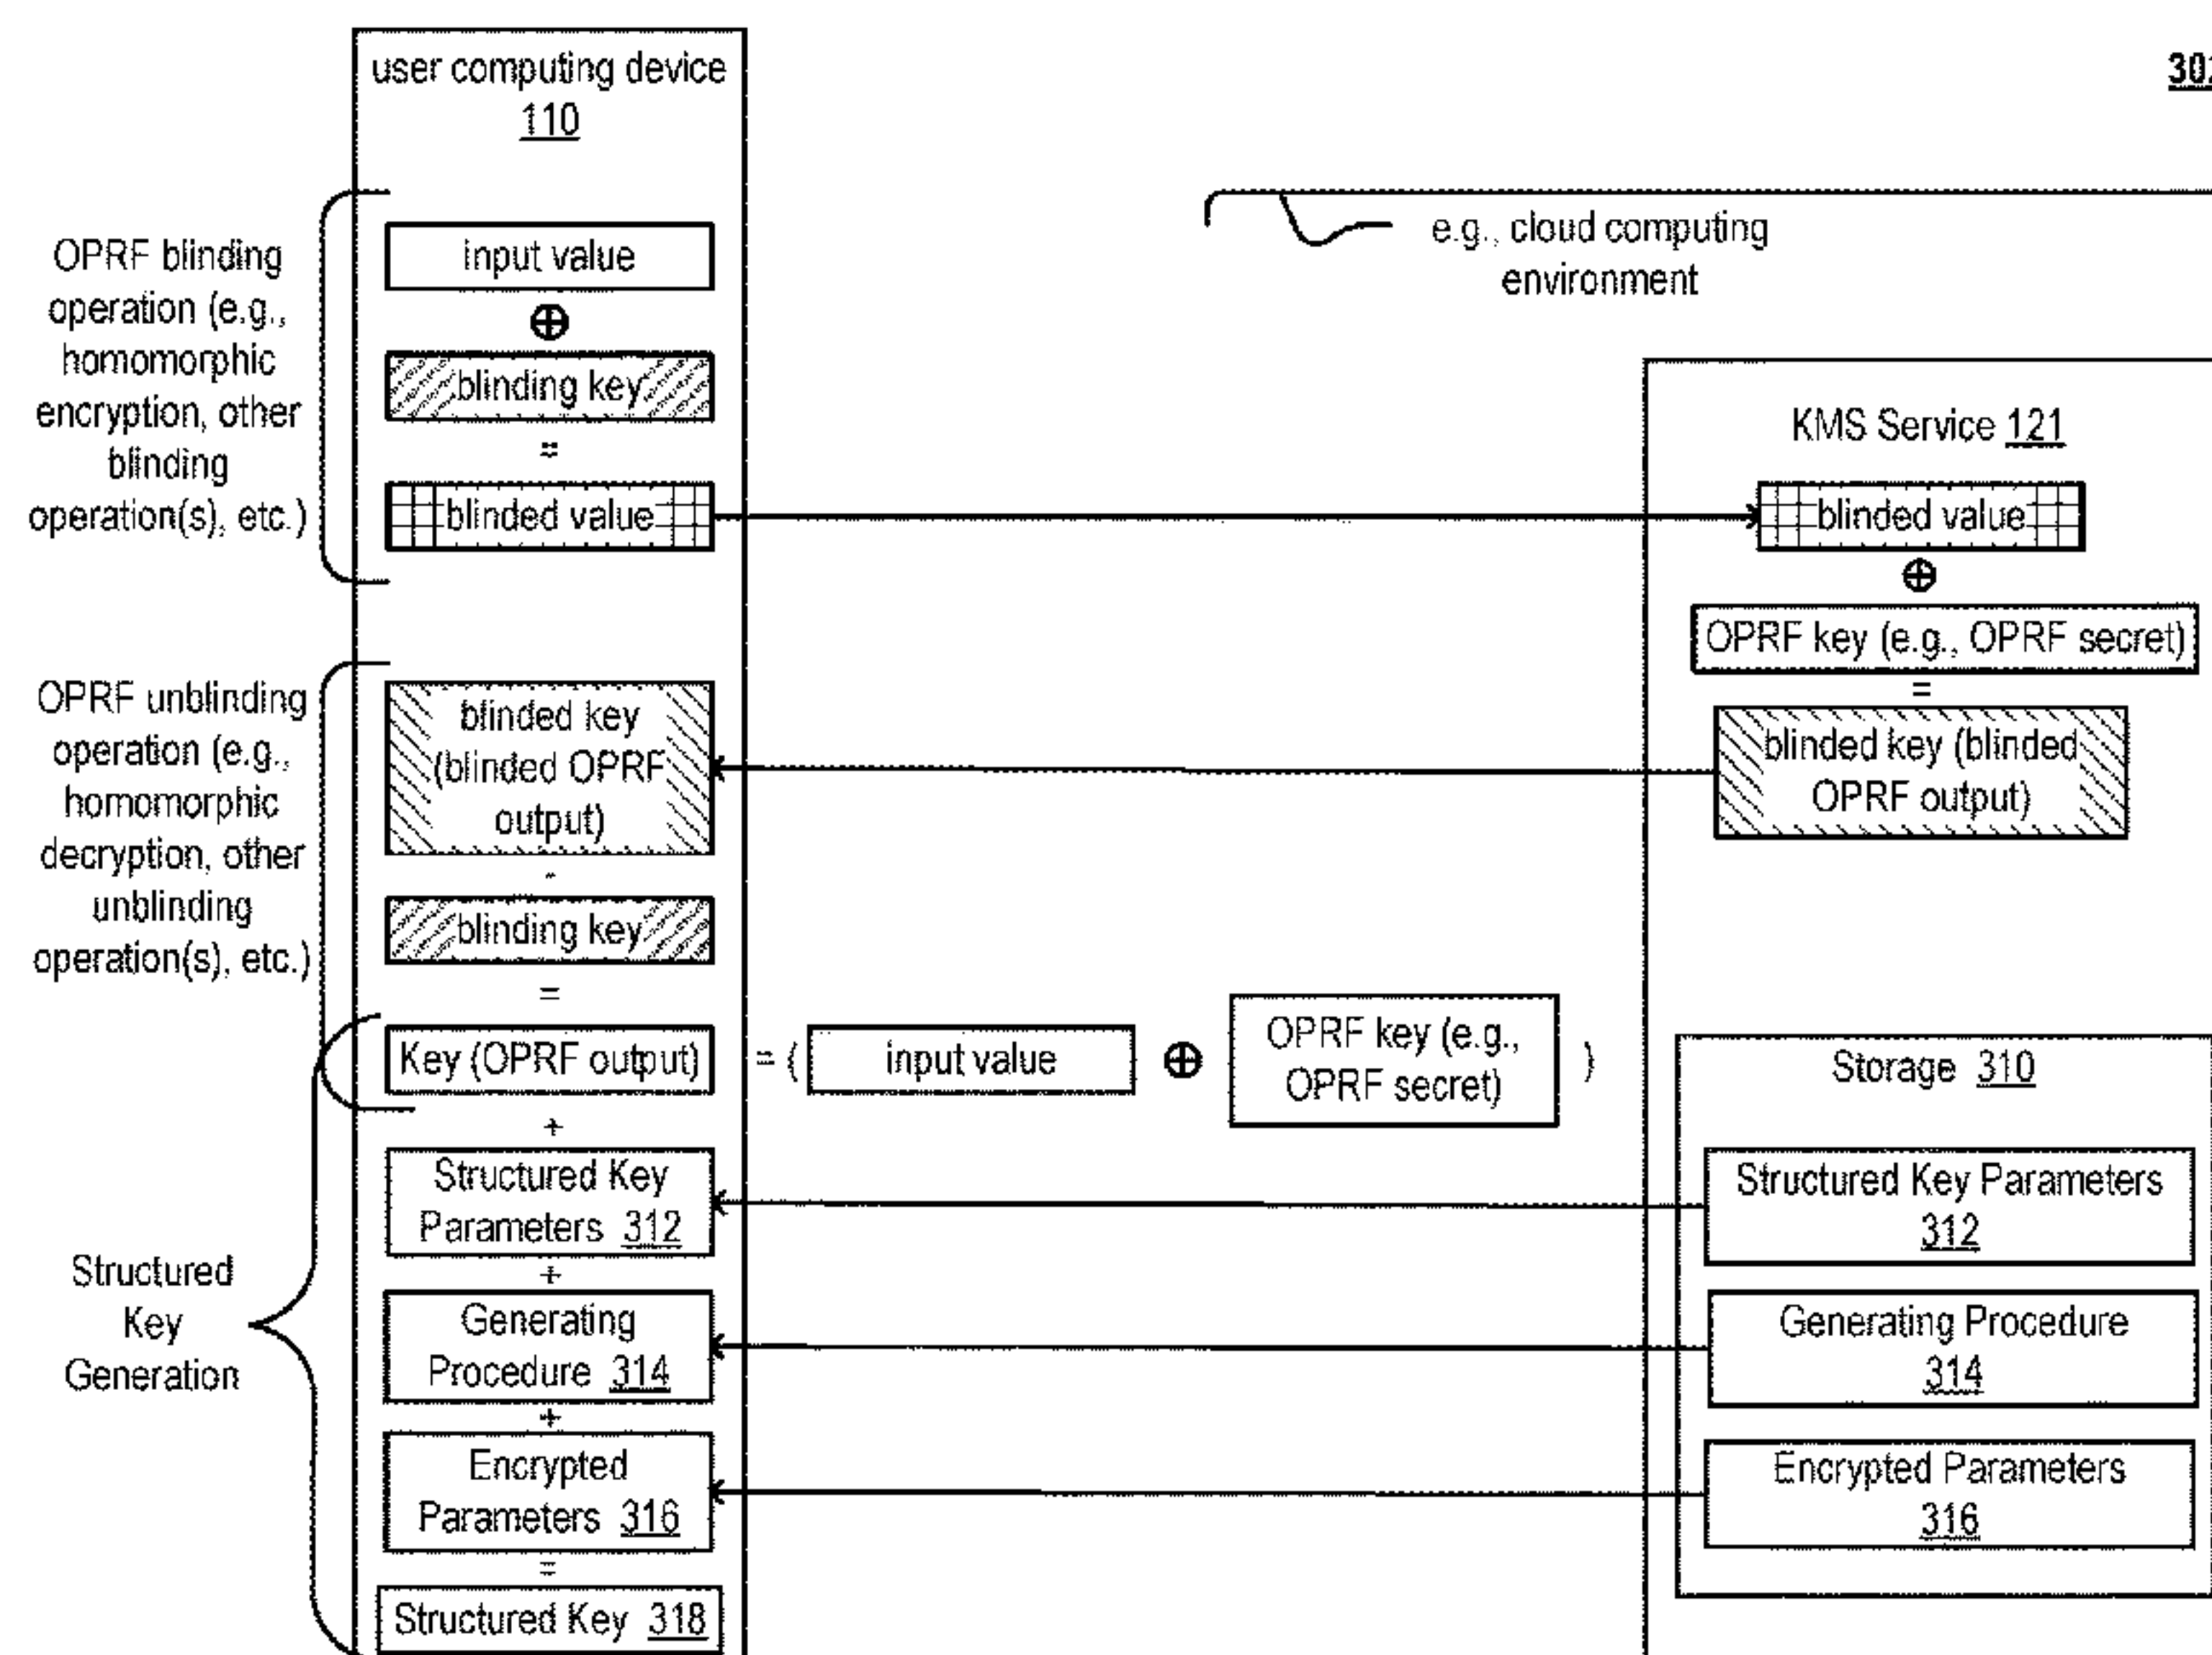 user computing device
110
302
OPRF blinding
operation (e.g.,
homomorphic
encryption, other
blinding
operation(s), etc.)
input value
⊕
blinding key
=
blinded value
e.g., cloud computing
environment
KMS Service 121
blinded value
⊕
OPRF key (e.g., OPRF secret)
=
blinded key (blinded
OPRF output)
OPRF unblinding
operation (e.g.,
homomorphic
decryption, other
unblinding
operation(s), etc.)
blinded key
(blinded OPRF
output)
-
blinding key
=
Key (OPRF output)
= (
input value
⊕
OPRF key (e.g.,
OPRF secret)
)
Structured
Key
Generation
+
Structured Key
Parameters 312
+
Generating
Procedure 314
+
Encrypted
Parameters 316
=
Structured Key 318
Storage 310
Structured Key Parameters
312
Generating Procedure
314
Encrypted Parameters
316